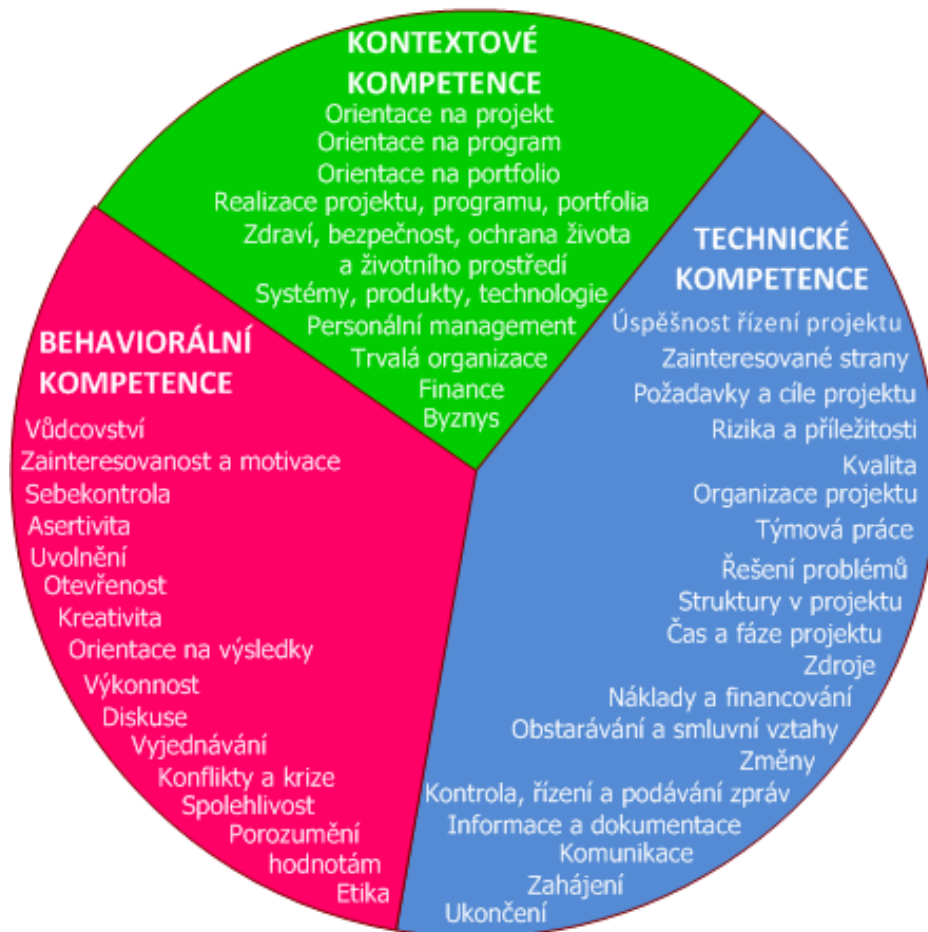 KONTEXTOVÉ
KOMPETENCE
Orientace na projekt
Orientace na program
Orientace na portfolio
Realizace projektu, programu, portfolia
Zdraví, bezpečnost, ochrana života
a životního prostředí
Systémy, produkty, technologie
Personální management
Trvalá organizace
Finance
Byznys
TECHNICKÉ
KOMPETENCE
Úspěšnost řízení projektu
Zainteresované strany
Požadavky a cíle projektu
Rizika a příležitosti
Kvalita
Organizace projektu
Týmová práce
Řešení problémů
Struktury v projektu
Čas a fáze projektu
Zdroje
Náklady a financování
Obstarávání a smluvní vztahy
Změny
Kontrola, řízení a podávání zpráv
Informace a dokumentace
Komunikace
Zahájení
Ukončení
BEHAVIORÁLNÍ
KOMPETENCE
Vůdcovství
Zainteresovanost a motivace
Sebekontrola
Asertivita
Uvolnění
Otevřenost
Kreativita
Orientace na výsledky
Výkonnost
Diskuse
Vyjednávání
Konflikty a krize
Spolehlivost
Porozumění
hodnotám
Etika